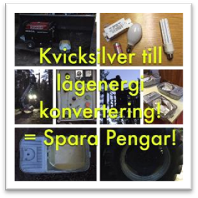 Kvicksilver till
lågenergi
konvertering!
= Spara Pengar!